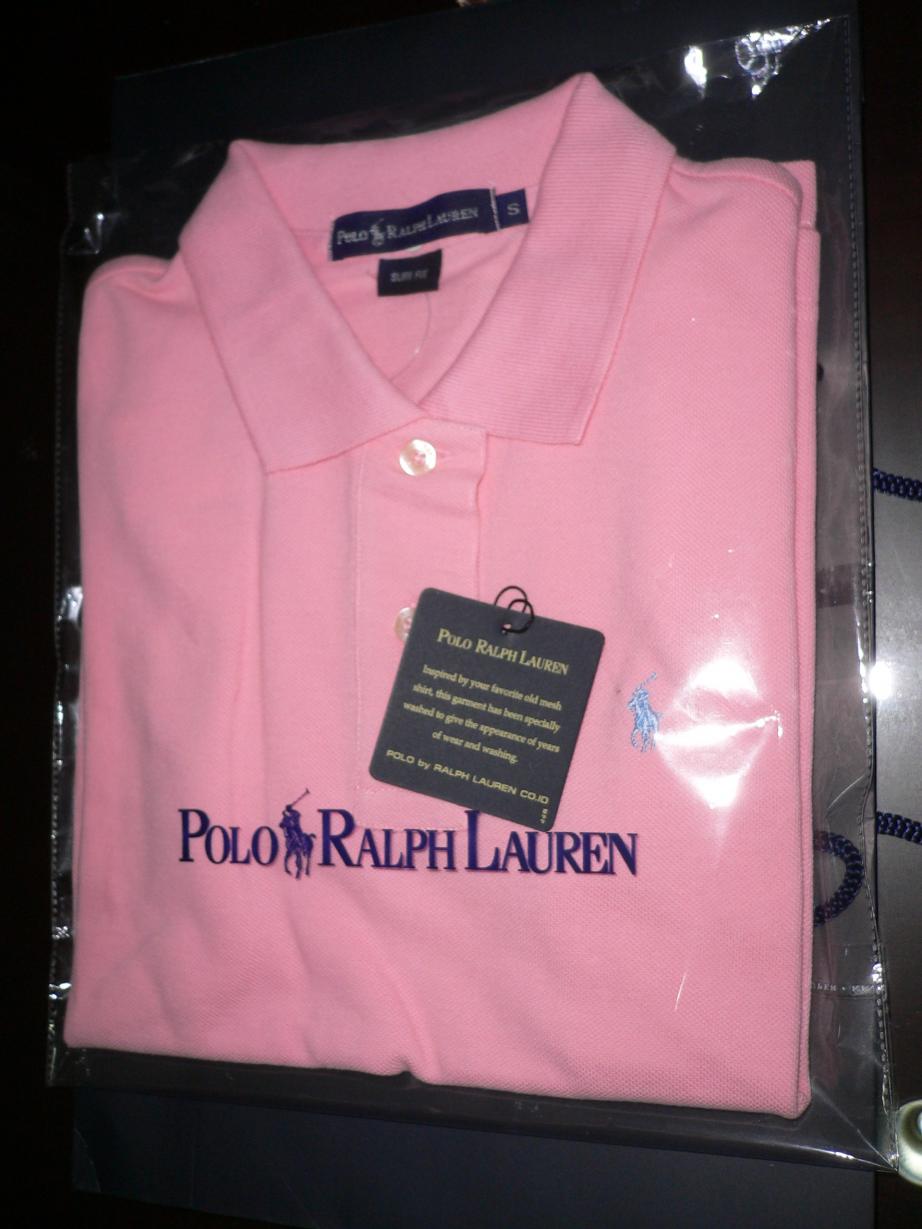 POLO RALPH LAUREN S
SLIM FIT
POLO RALPH LAUREN
Inspired by your favorite old mesh
shirt, this garment has been specially
washed to give the appearance of years
of wear and washing.
POLO by RALPH LAUREN CO.ID
POLO RALPH LAUREN